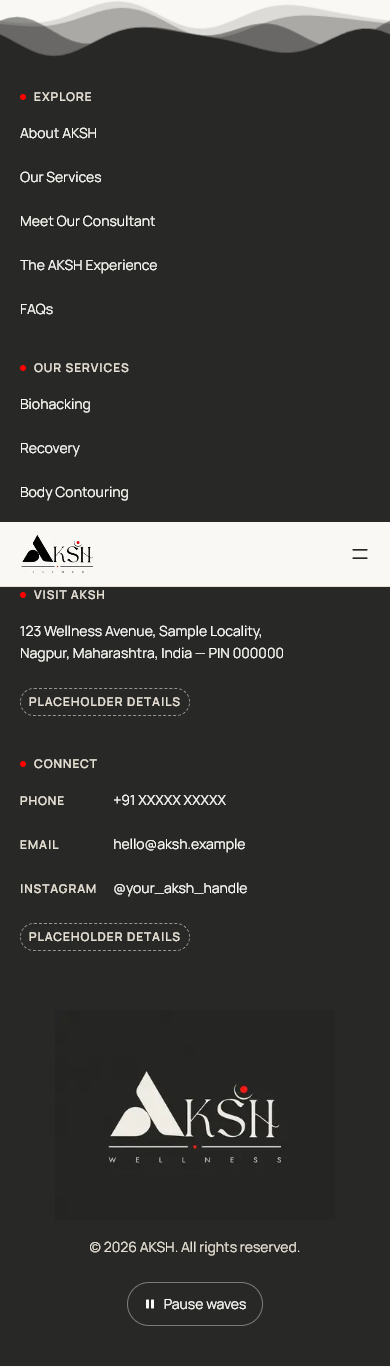 EXPLORE
About AKSH
Our Services
Meet Our Consultant
The AKSH Experience
FAQs
OUR SERVICES
Biohacking
Recovery
Body Contouring
AKSH
VISIT AKSH
123 Wellness Avenue, Sample Locality,
Nagpur, Maharashtra, India — PIN 000000
PLACEHOLDER DETAILS
CONNECT
PHONE +91 XXXXX XXXXX
EMAIL hello@aksh.example
INSTAGRAM @your_aksh_handle
PLACEHOLDER DETAILS
AKSH
WELLNESS
© 2026 AKSH. All rights reserved.
Pause waves